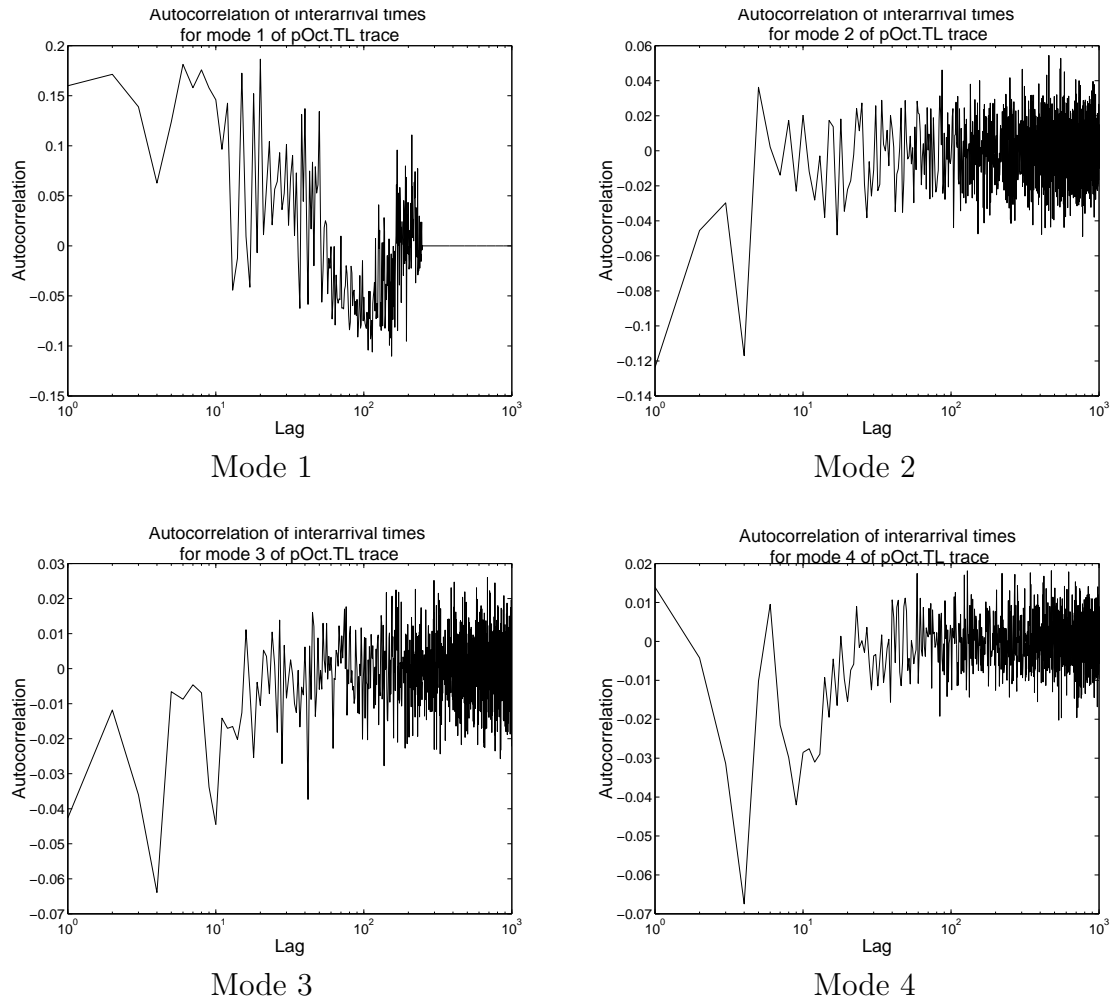 Autocorrelation of interarrival times
for mode 1 of pOct.TL trace
0.2
0.15
0.1
0.05
0
−0.05
−0.1
−0.15
Autocorrelation
10^0
10^1
10^2
10^3
Lag
Mode 1
Autocorrelation of interarrival times
for mode 2 of pOct.TL trace
0.06
0.04
0.02
0
−0.02
−0.04
−0.06
−0.08
−0.1
−0.12
−0.14
Autocorrelation
10^0
10^1
10^2
10^3
Lag
Mode 2
Autocorrelation of interarrival times
for mode 3 of pOct.TL trace
0.03
0.02
0.01
0
−0.01
−0.02
−0.03
−0.04
−0.05
−0.06
−0.07
Autocorrelation
10^0
10^1
10^2
10^3
Lag
Mode 3
Autocorrelation of interarrival times
for mode 4 of pOct.TL trace
0.02
0.01
0
−0.01
−0.02
−0.03
−0.04
−0.05
−0.06
−0.07
Autocorrelation
10^0
10^1
10^2
10^3
Lag
Mode 4